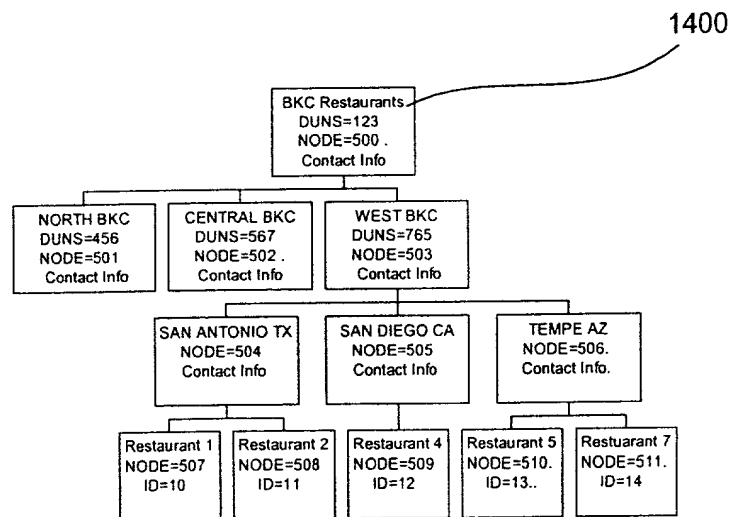 1400
BKC Restaurants
DUNS=123
NODE=500 .
Contact Info
NORTH BKC
DUNS=456
NODE=501
Contact Info
CENTRAL BKC
DUNS=567
NODE=502 .
Contact Info
WEST BKC
DUNS=765
NODE=503
Contact Info
SAN ANTONIO TX
NODE=504
Contact Info
SAN DIEGO CA
NODE=505
Contact Info
TEMPE AZ
NODE=506.
Contact Info.
Restaurant 1
NODE=507
ID=10
Restaurant 2
NODE=508
ID=11
Restaurant 4
NODE=509
ID=12
Restaurant 5
NODE=510.
ID=13..
Restuarant 7
NODE=511.
ID=14